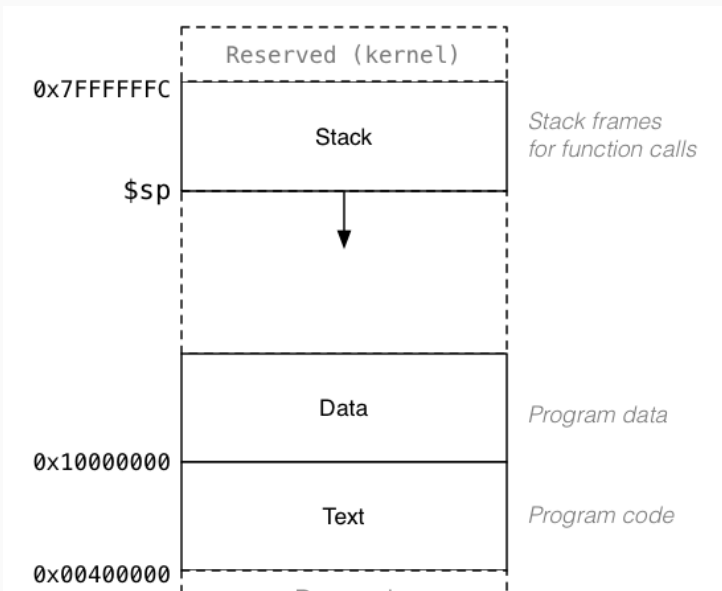 Reserved (kernel)
0x7FFFFFFC
Stack
Stack frames
for function calls
$sp
Data
Program data
0x10000000
Text
Program code
0x00400000